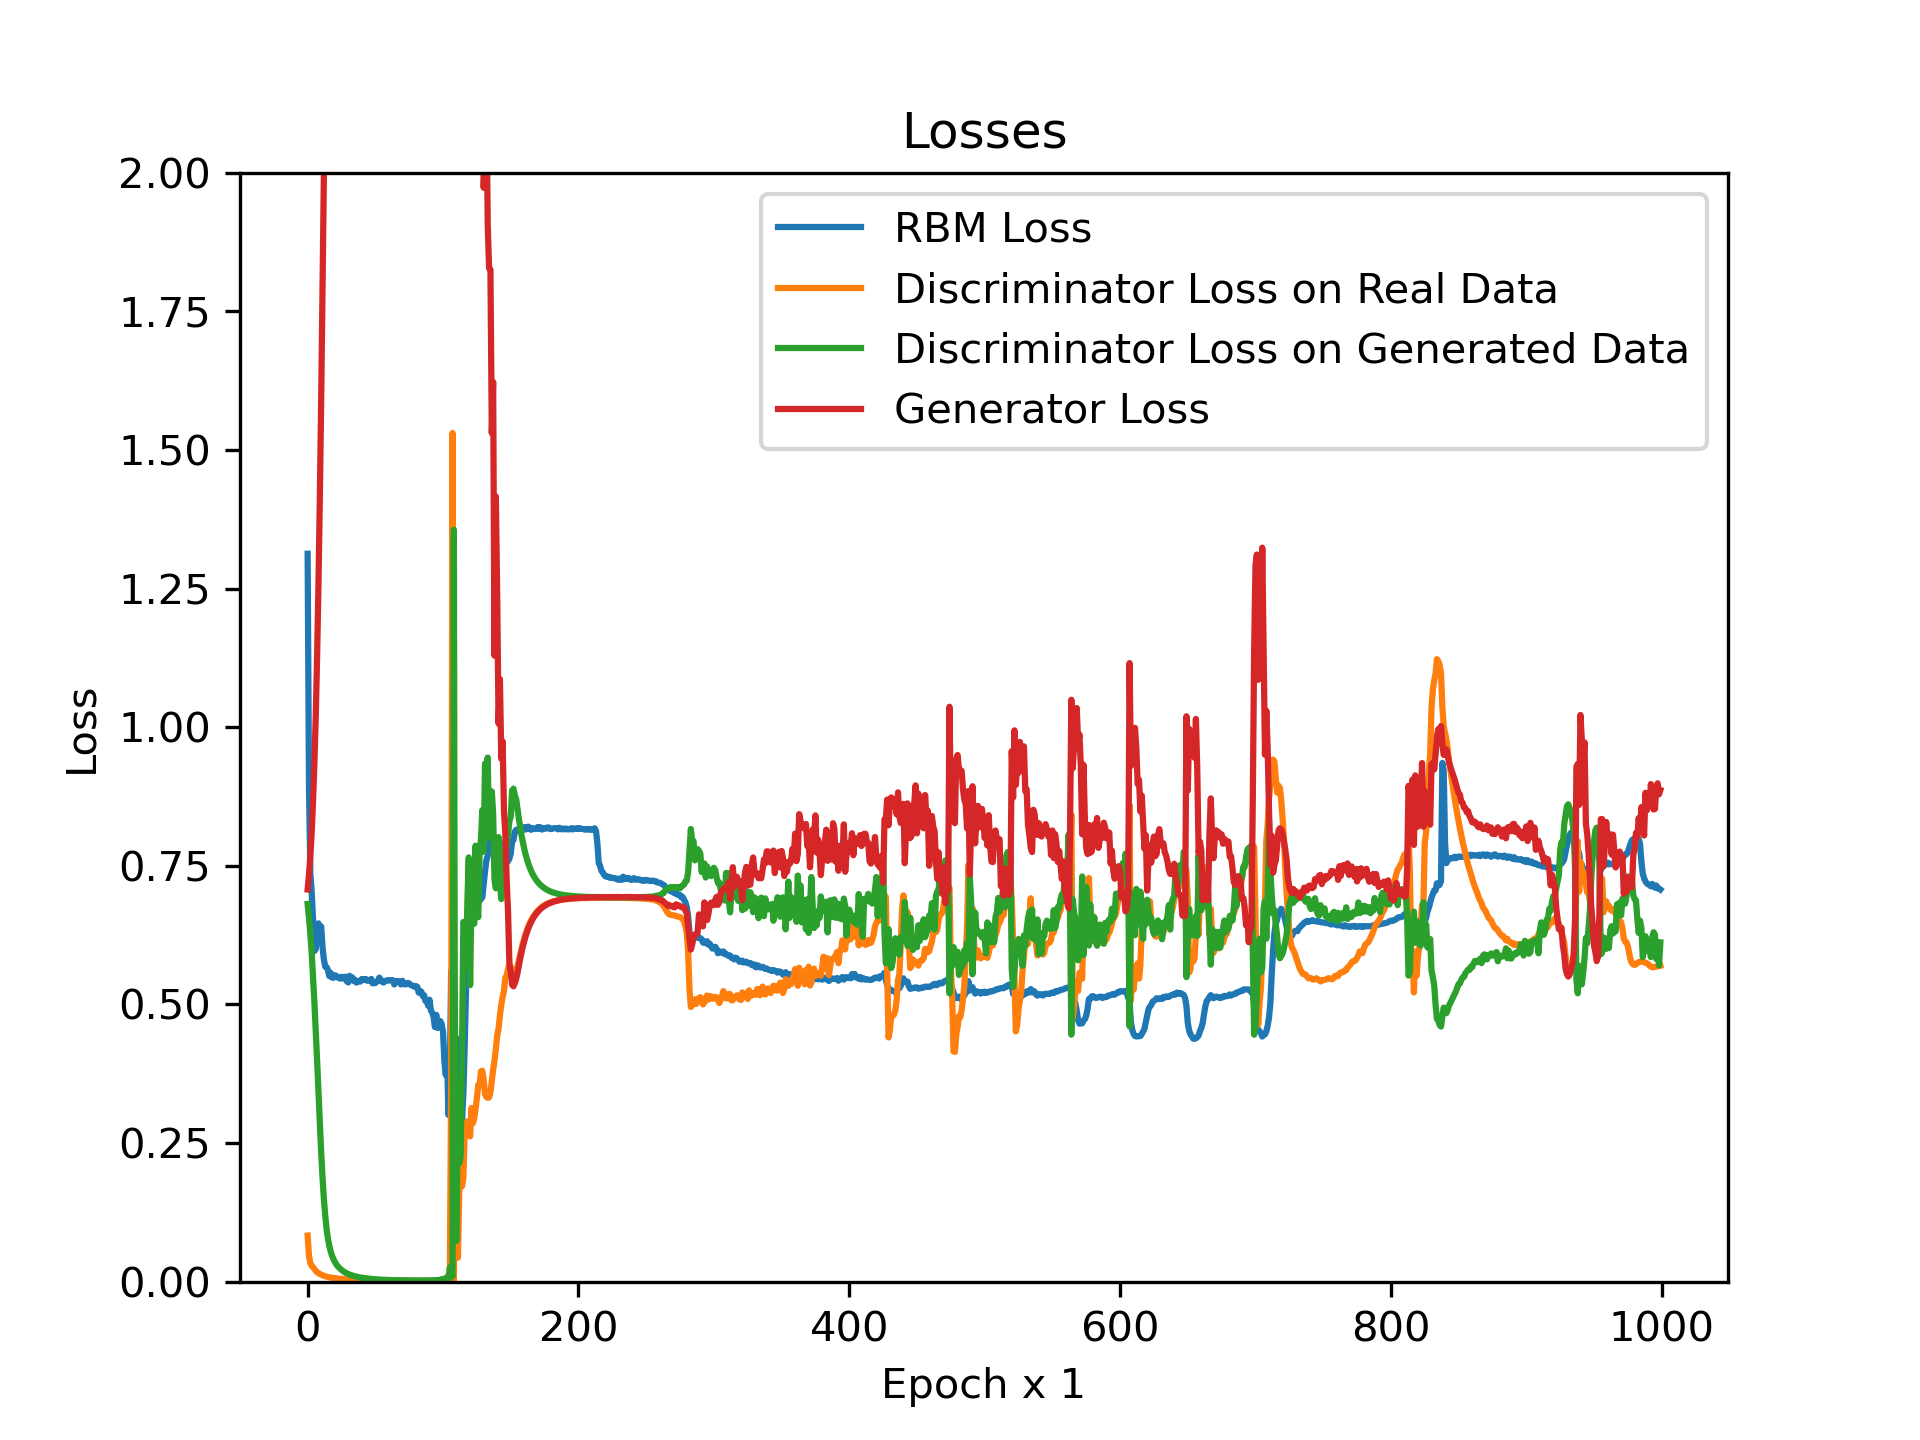 Losses
2.00
1.75
1.50
1.25
1.00
0.75
0.50
0.25
0.00
Loss
RBM Loss
Discriminator Loss on Real Data
Discriminator Loss on Generated Data
Generator Loss
0 200 400 600 800 1000
Epoch x 1